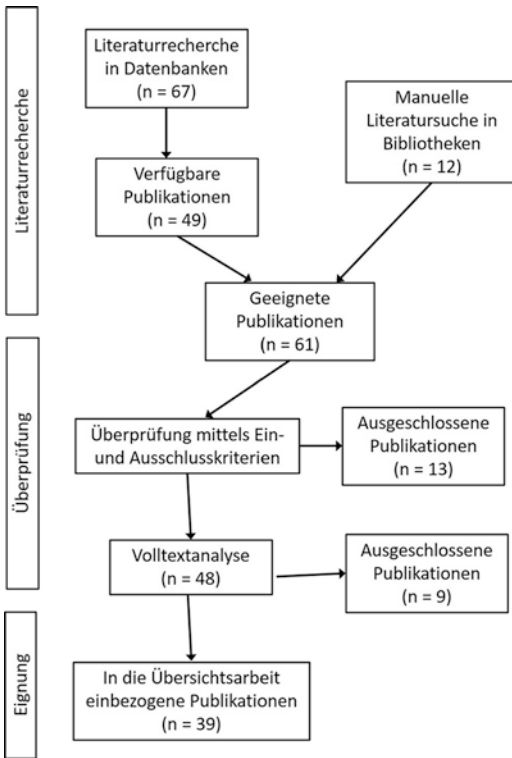 Literaturrecherche
Literaturrecherche
in Datenbanken
(n = 67)
Manuelle
Literatursuche in
Bibliotheken
(n = 12)
Verfügbare
Publikationen
(n = 49)
Geeignete
Publikationen
(n = 61)
Überprüfung
Überprüfung mittels Ein-
und Ausschlusskriterien
Ausgeschlossene
Publikationen
(n = 13)
Volltextanalyse
(n = 48)
Ausgeschlossene
Publikationen
(n = 9)
Eignung
In die Übersichtsarbeit
einbezogene Publikationen
(n = 39)